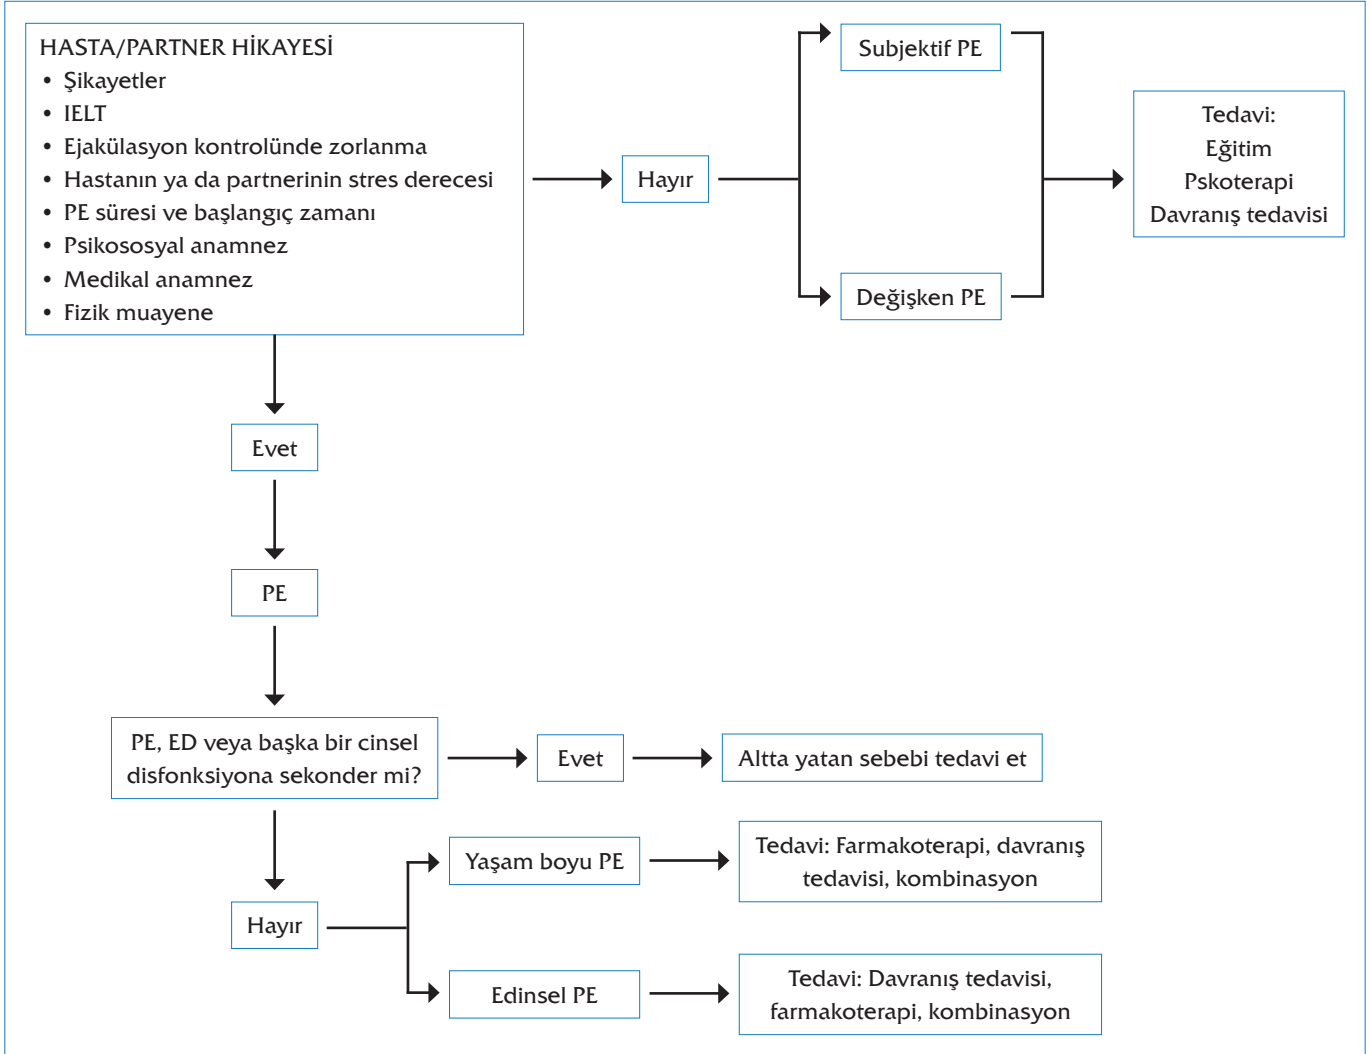 HASTA/PARTNER HİKAYESİ
• Şikayetler
• IELT
• Ejakülasyon kontrolünde zorlanma
• Hastanın ya da partnerinin stres derecesi
• PE süresi ve başlangıç zamanı
• Psikososyal anamnez
• Medikal anamnez
• Fizik muayene
Hayır
Subjektif PE
Değişken PE
Tedavi:
Eğitim
Pskoterapi
Davranış tedavisi
Evet
PE
PE, ED veya başka bir cinsel
disfonksiyona sekonder mi?
Evet
Altta yatan sebebi tedavi et
Hayır
Yaşam boyu PE
Tedavi: Farmakoterapi, davranış
tedavisi, kombinasyon
Edinsel PE
Tedavi: Davranış tedavisi,
farmakoterapi, kombinasyon